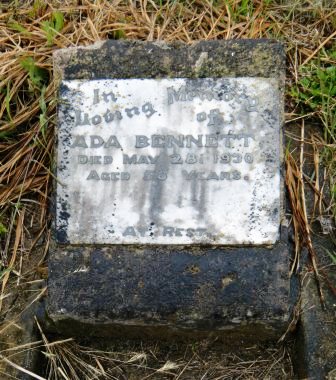 In
Loving Memory
of
ADA BENNETT
DIED MAY 28: 1930
AGED YEARS.
AT REST